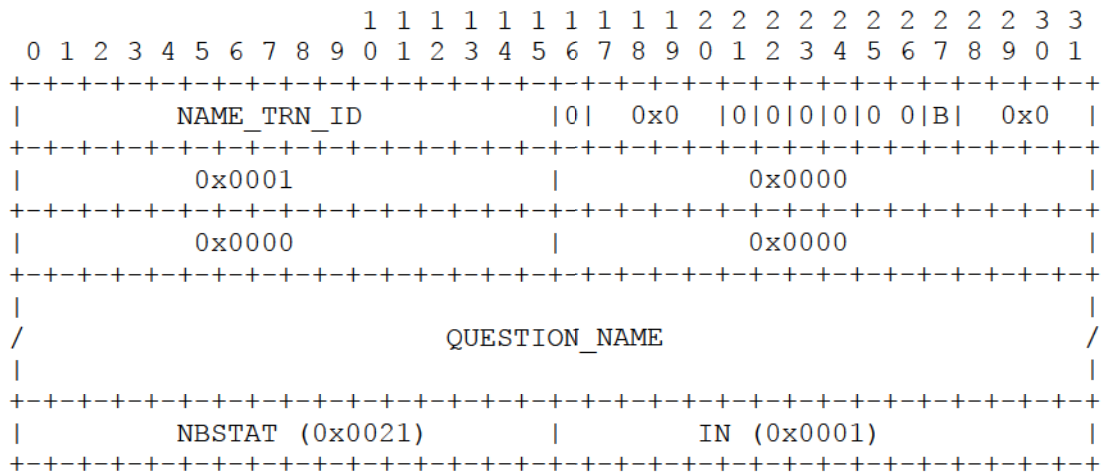 1 1 1 1 1 1 1 1 1 1 2 2 2 2 2 2 2 2 2 2 3 3
 0 1 2 3 4 5 6 7 8 9 0 1 2 3 4 5 6 7 8 9 0 1 2 3 4 5 6 7 8 9 0 1
+-+-+-+-+-+-+-+-+-+-+-+-+-+-+-+-+-+-+-+-+-+-+-+-+-+-+-+-+-+-+-+-+
|         NAME_TRN_ID           |0|  0x0  |0|0|0|0|0 0|B|  0x0  |
+-+-+-+-+-+-+-+-+-+-+-+-+-+-+-+-+-+-+-+-+-+-+-+-+-+-+-+-+-+-+-+-+
|          0x0001               |           0x0000              |
+-+-+-+-+-+-+-+-+-+-+-+-+-+-+-+-+-+-+-+-+-+-+-+-+-+-+-+-+-+-+-+-+
|          0x0000               |           0x0000              |
+-+-+-+-+-+-+-+-+-+-+-+-+-+-+-+-+-+-+-+-+-+-+-+-+-+-+-+-+-+-+-+-+
|                                                               |
/                         QUESTION_NAME                         /
|                                                               |
+-+-+-+-+-+-+-+-+-+-+-+-+-+-+-+-+-+-+-+-+-+-+-+-+-+-+-+-+-+-+-+-+
|         NBSTAT (0x0021)       |        IN (0x0001)            |
+-+-+-+-+-+-+-+-+-+-+-+-+-+-+-+-+-+-+-+-+-+-+-+-+-+-+-+-+-+-+-+-+